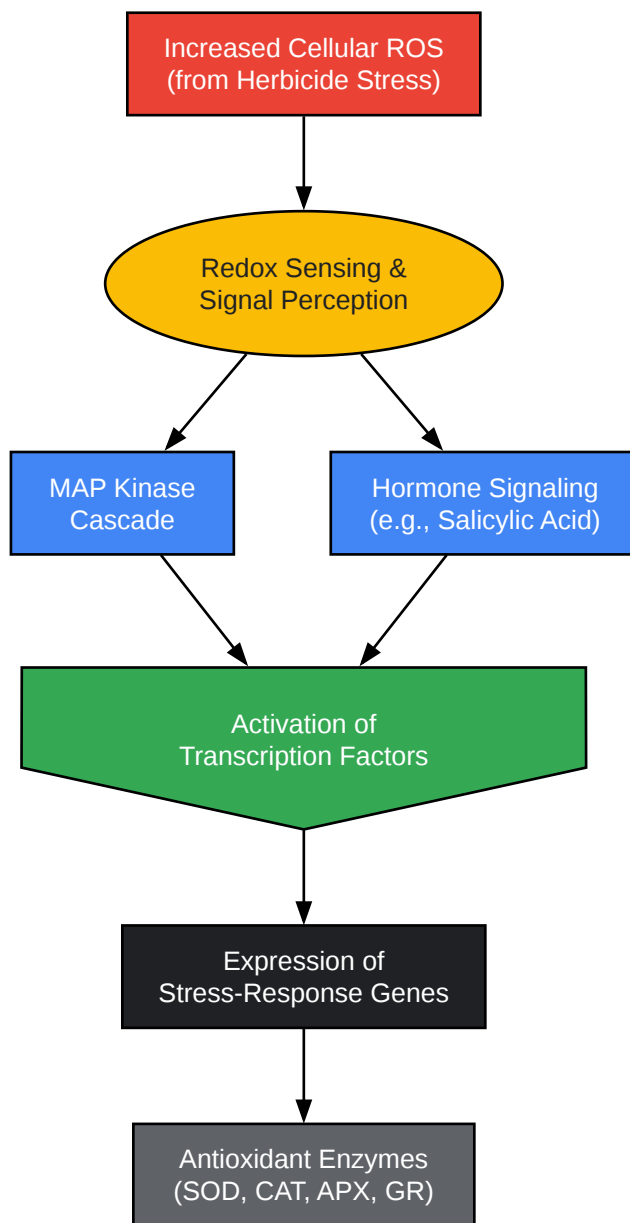 Increased Cellular ROS
(from Herbicide Stress)
Redox Sensing &
Signal Perception
MAP Kinase
Cascade
Hormone Signaling
(e.g., Salicylic Acid)
Activation of
Transcription Factors
Expression of
Stress-Response Genes
Antioxidant Enzymes
(SOD, CAT, APX, GR)